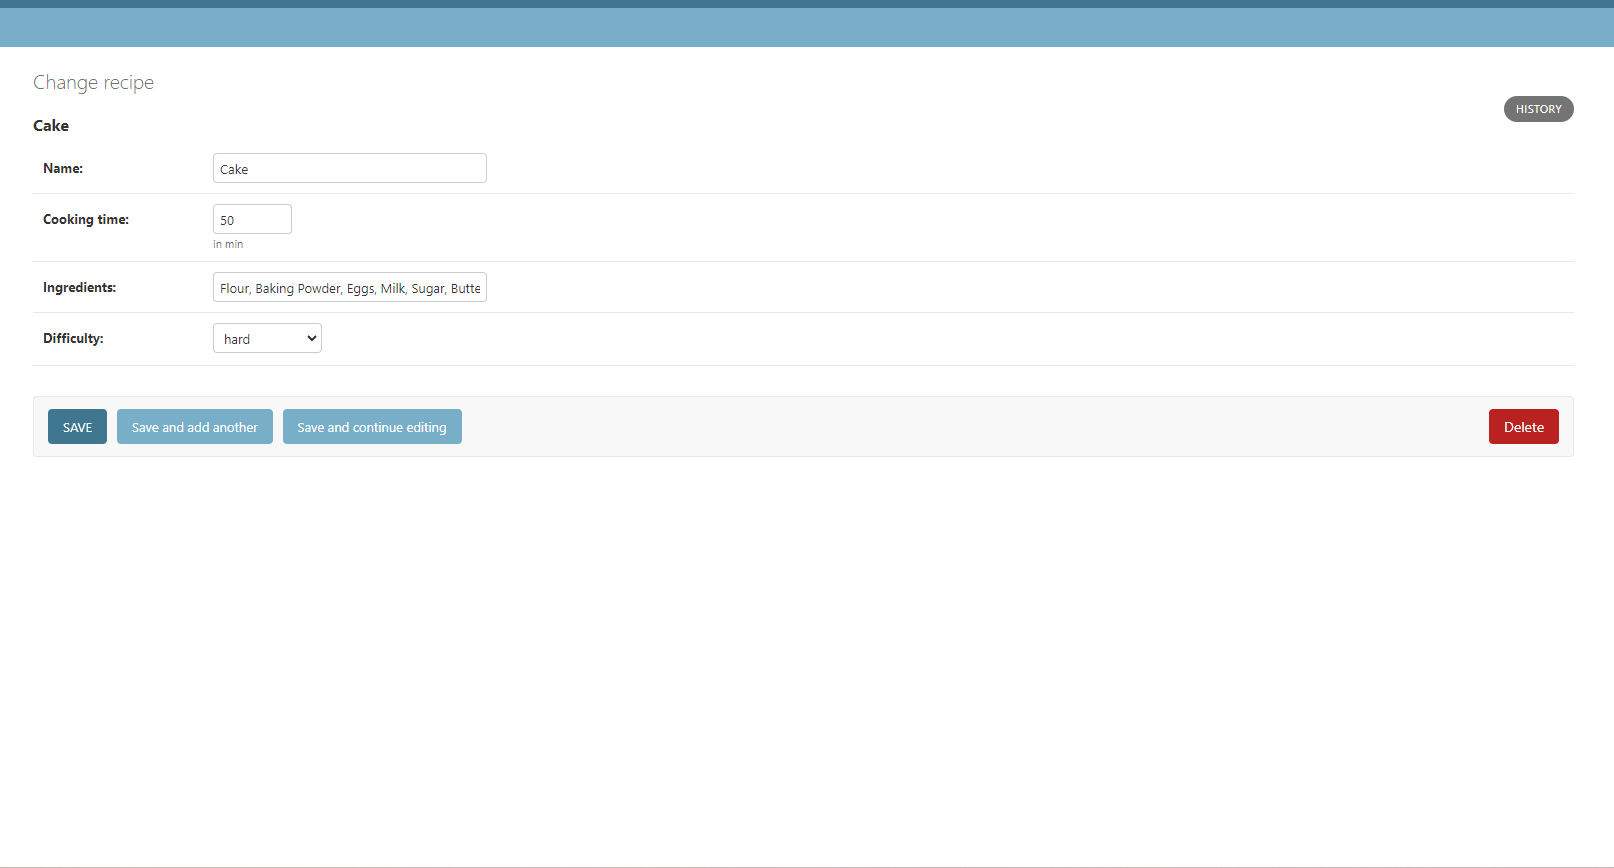 Change recipe
HISTORY
Cake
Name: Cake
Cooking time: 50
in min
Ingredients: Flour, Baking Powder, Eggs, Milk, Sugar, Butte
Difficulty: hard
SAVE Save and add another Save and continue editing Delete